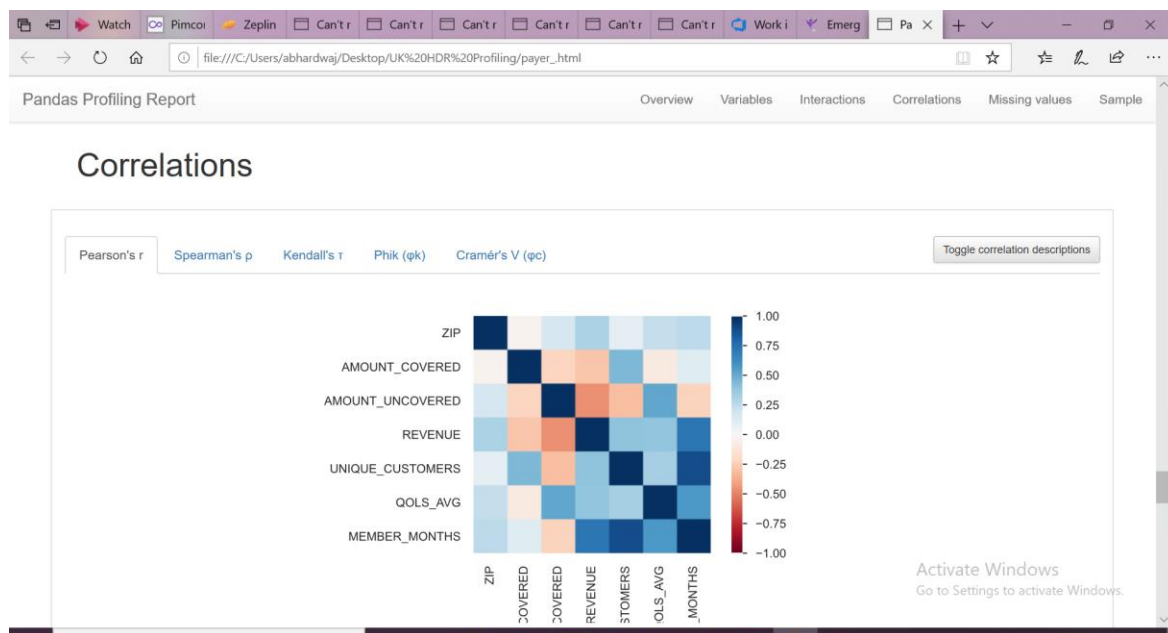 Watch Pimcor Zeplin Can't r Can't r Can't r Can't r Can't r Can't r Work i Emerg Pa
file:///C:/Users/abhardwaj/Desktop/UK%20HDR%20Profiling/payer_.html
Pandas Profiling Report Overview Variables Interactions Correlations Missing values Sample
Correlations
Pearson's r Spearman's ρ Kendall's τ Phik (φk) Cramér's V (φc) Toggle correlation descriptions
ZIP
AMOUNT_COVERED
AMOUNT_UNCOVERED
REVENUE
UNIQUE_CUSTOMERS
QOLS_AVG
MEMBER_MONTHS
1.00
0.75
0.50
0.25
0.00
−0.25
−0.50
−0.75
−1.00
ZIP
COVERED
COVERED
REVENUE
STOMERS
OLS_AVG
_MONTHS
Activate Windows
Go to Settings to activate Windows.